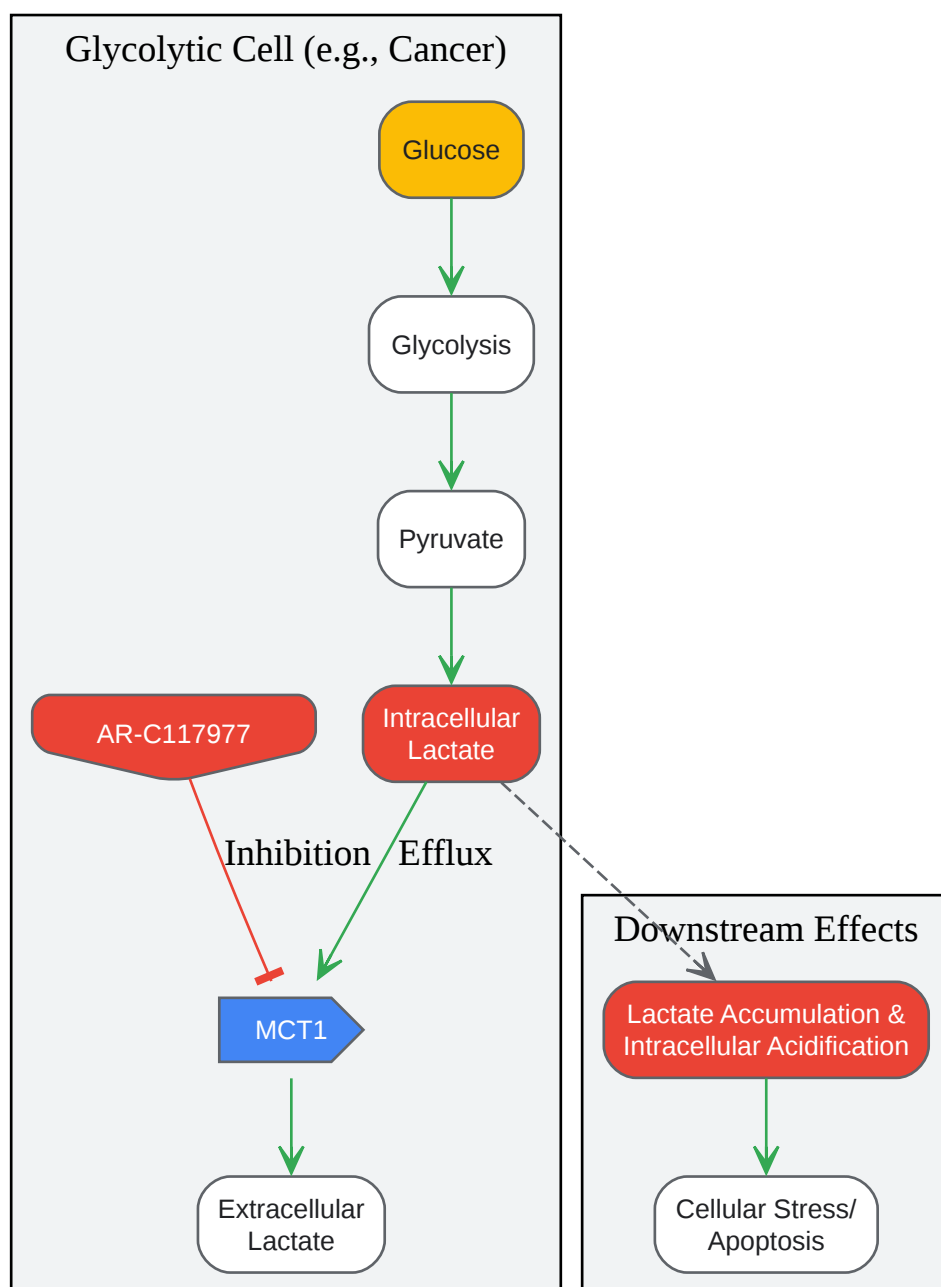 Glycolytic Cell (e.g., Cancer)
Glucose
Glycolysis
Pyruvate
AR-C117977
Intracellular
Lactate
Inhibition
Efflux
MCT1
Extracellular
Lactate
Downstream Effects
Lactate Accumulation &
Intracellular Acidification
Cellular Stress/
Apoptosis